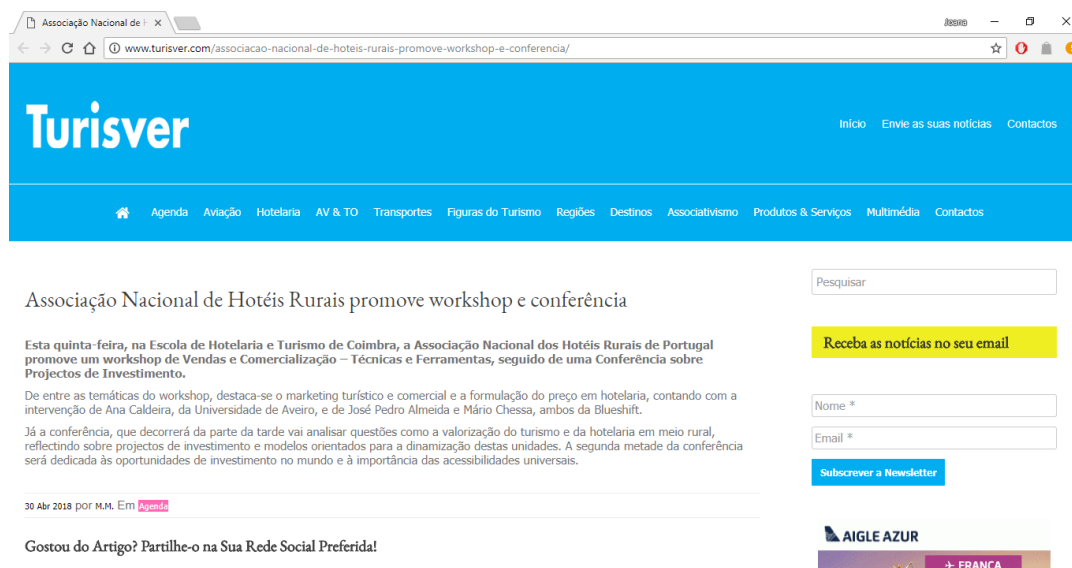 Associação Nacional de H
Joana
www.turisver.com/associacao-nacional-de-hoteis-rurais-promove-workshop-e-conferencia/
Turisver
Início Envie as suas notícias Contactos
Agenda Aviação Hotelaria AV & TO Transportes Figuras do Turismo Regiões Destinos Associativismo Produtos & Serviços Multimédia Contactos
Associação Nacional de Hotéis Rurais promove workshop e conferência
Esta quinta-feira, na Escola de Hotelaria e Turismo de Coimbra, a Associação Nacional dos Hotéis Rurais de Portugal
promove um workshop de Vendas e Comercialização – Técnicas e Ferramentas, seguido de uma Conferência sobre
Projectos de Investimento.
De entre as temáticas do workshop, destaca-se o marketing turístico e comercial e a formulação do preço em hotelaria, contando com a
intervenção de Ana Caldeira, da Universidade de Aveiro, e de José Pedro Almeida e Mário Chessa, ambos da Blueshift.
Já a conferência, que decorrerá da parte da tarde vai analisar questões como a valorização do turismo e da hotelaria em meio rural,
reflectindo sobre projectos de investimento e modelos orientados para a dinamização destas unidades. A segunda metade da conferência
será dedicada às oportunidades de investimento no mundo e à importância das acessibilidades universais.
30 Abr 2018 por M.M. Em Agenda
Gostou do Artigo? Partilhe-o na Sua Rede Social Preferida!
Pesquisar
Receba as notícias no seu email
Nome *
Email *
Subscrever a Newsletter
AIGLE AZUR
FRANÇA